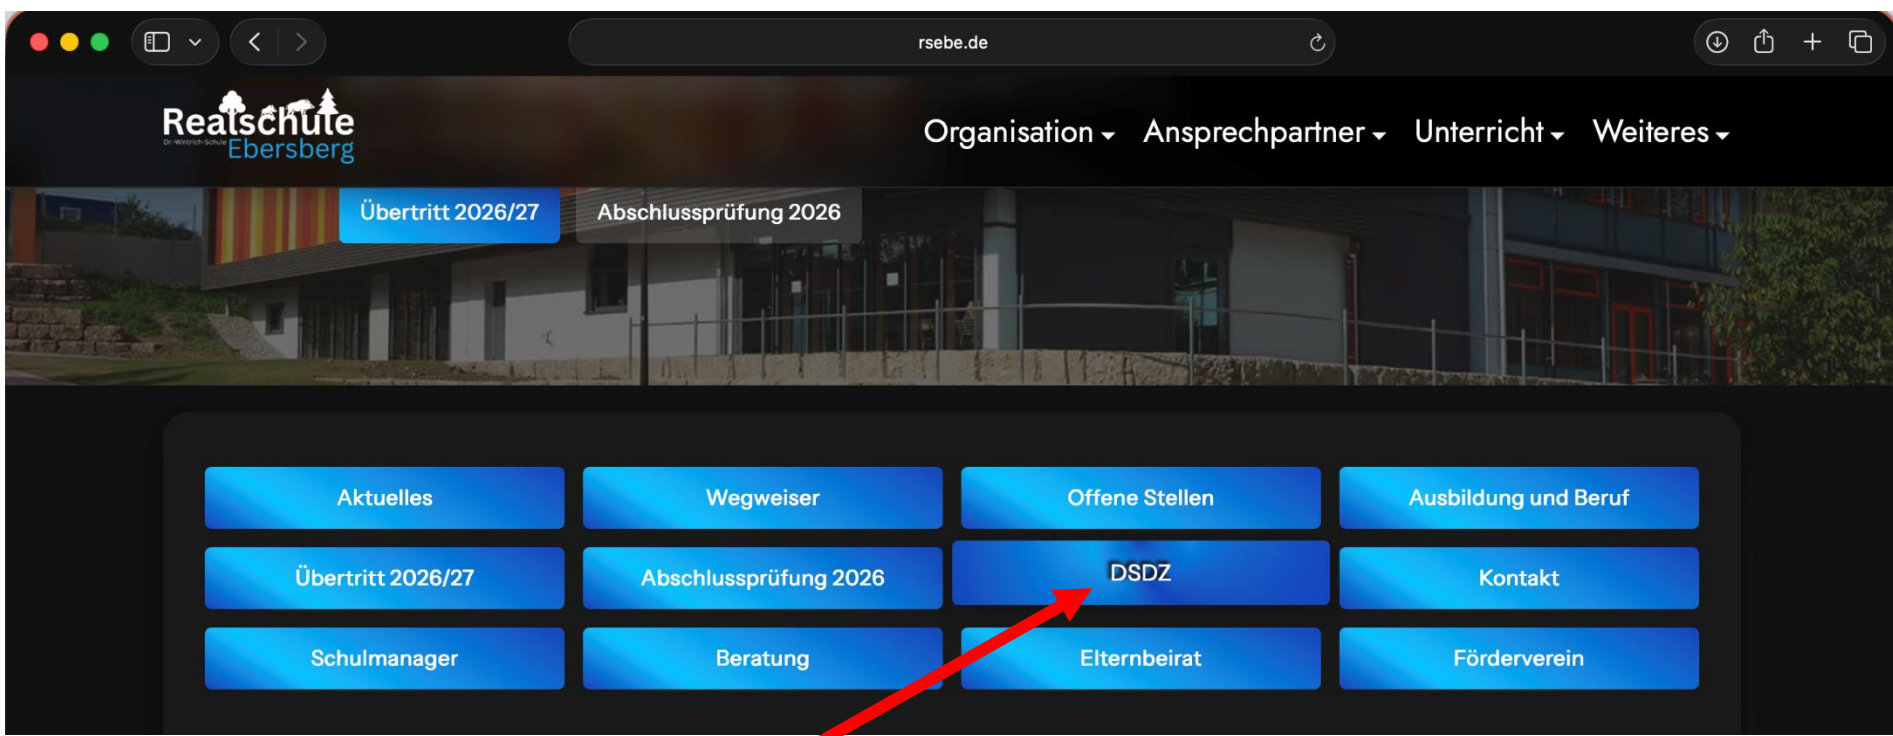 rsebe.de
Realschule
Dr.-Wintrich-Schule Ebersberg
Organisation Ansprechpartner Unterricht Weiteres
Übertritt 2026/27 Abschlussprüfung 2026
Aktuelles Wegweiser Offene Stellen Ausbildung und Beruf
Übertritt 2026/27 Abschlussprüfung 2026 DSDZ Kontakt
Schulmanager Beratung Elternbeirat Förderverein